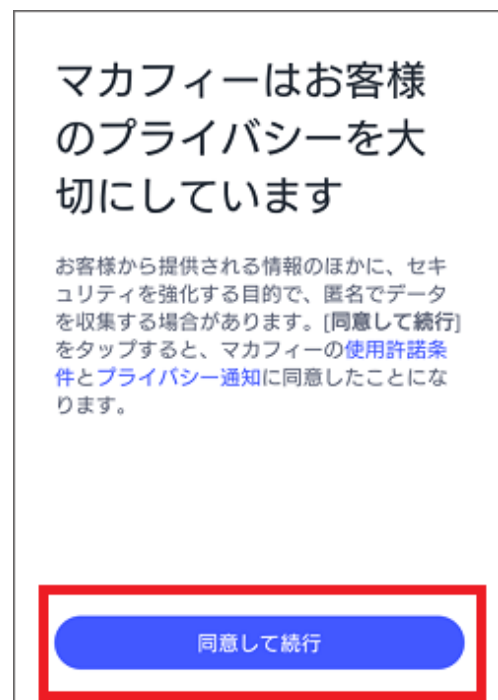 マカフィーはお客様
のプライバシーを大
切にしています
お客様から提供される情報のほかに、セキ
ュリティを強化する目的で、匿名でデータ
を収集する場合があります。[同意して続行]
をタップすると、マカフィーの使用許諾条
件とプライバシー通知に同意したことにな
ります。
同意して続行